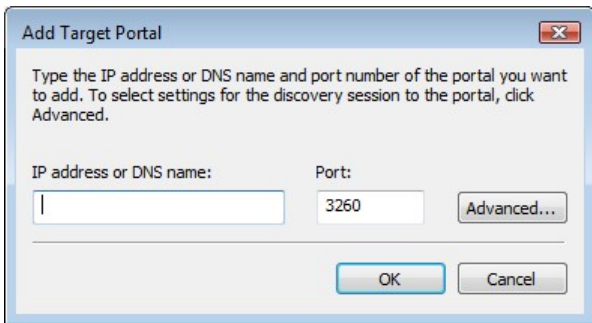 Add Target Portal
Type the IP address or DNS name and port number of the portal you want
to add. To select settings for the discovery session to the portal, click
Advanced.
IP address or DNS name: Port:
3260 Advanced...
OK Cancel